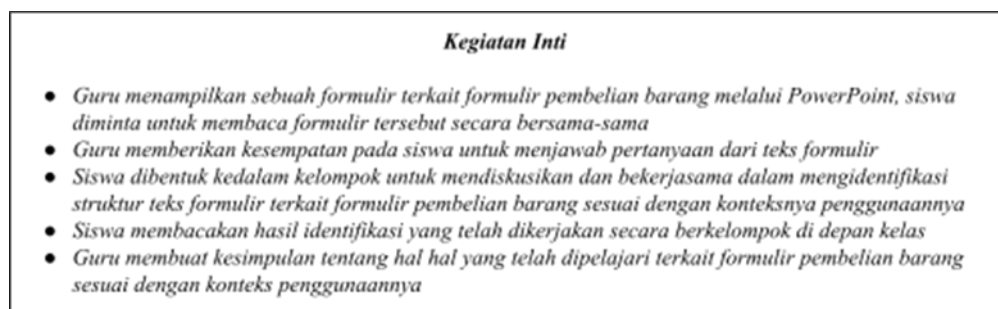 Kegiatan Inti
● Guru menampilkan sebuah formulir terkait formulir pembelian barang melalui PowerPoint, siswa
diminta untuk membaca formulir tersebut secara bersama-sama
● Guru memberikan kesempatan pada siswa untuk menjawab pertanyaan dari teks formulir
● Siswa dibentuk kedalam kelompok untuk mendiskusikan dan bekerjasama dalam mengidentifikasi
struktur teks formulir terkait formulir pembelian barang sesuai dengan konteksnya penggunaannya
● Siswa membacakan hasil identifikasi yang telah dikerjakan secara berkelompok di depan kelas
● Guru membuat kesimpulan tentang hal hal yang telah dipelajari terkait formulir pembelian barang
sesuai dengan konteks penggunaannya